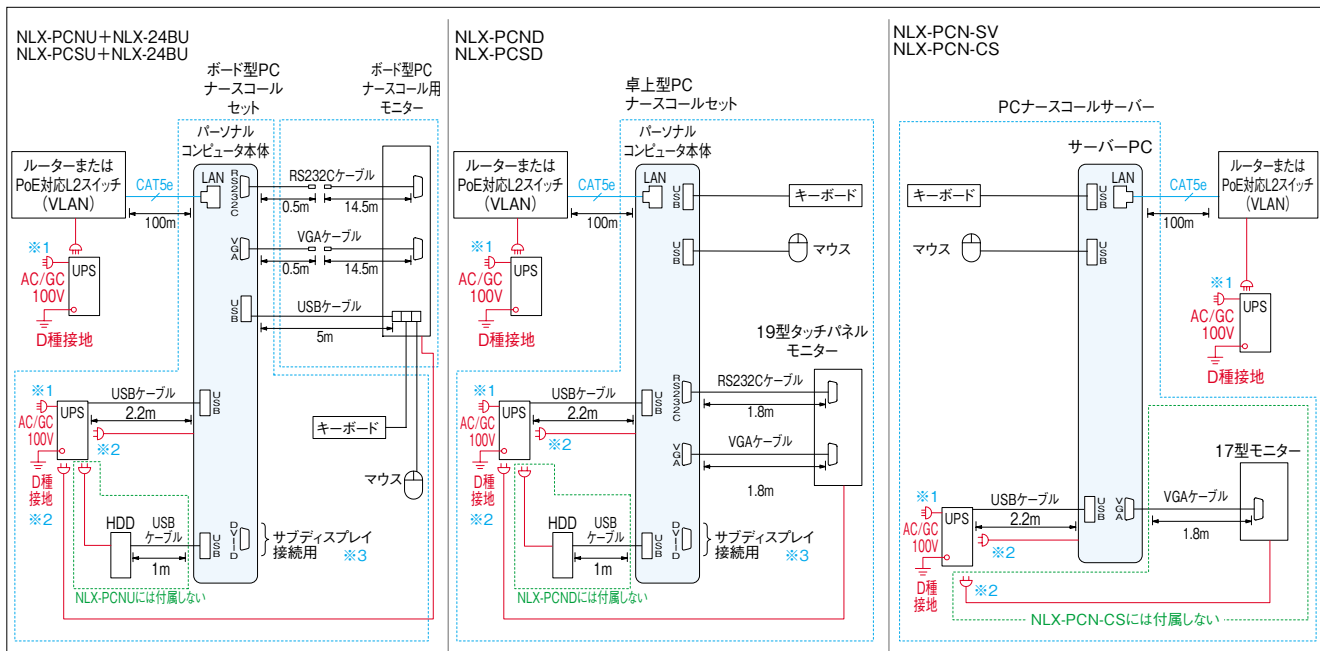 NLX-PCNU+NLX-24BU
NLX-PCSU+NLX-24BU
ボード型PC
ナースコール
セット
ボード型PC
ナースコール用
モニター
パーソナル
コンピュータ本体
ルーターまたは
PoE対応L2スイッチ
(VLAN)
CAT5e
100m
LAN
RS232C
RS232Cケーブル
0.5m
14.5m
VGA
VGAケーブル
0.5m
14.5m
USB
USBケーブル
5m
※1
AC/GC
100V
UPS
D種接地
※1
AC/GC
100V
UPS
USBケーブル
2.2m
USB
※2
D種
接地
※2
キーボード
マウス
HDD
USB
ケーブル
1m
USB
DVI-D
サブディスプレイ
接続用
※3
NLX-PCNUには付属しない
NLX-PCND
NLX-PCSD
卓上型PC
ナースコールセット
パーソナル
コンピュータ本体
ルーターまたは
PoE対応L2スイッチ
(VLAN)
CAT5e
100m
LAN
USB
キーボード
USB
マウス
※1
AC/GC
100V
UPS
D種接地
19型タッチパネル
モニター
RS232C
RS232Cケーブル
1.8m
VGA
VGAケーブル
1.8m
※1
AC/GC
100V
UPS
USBケーブル
2.2m
USB
※2
D種
接地
※2
HDD
USB
ケーブル
1m
USB
DVI-D
サブディスプレイ
接続用
※3
NLX-PCNDには付属しない
NLX-PCN-SV
NLX-PCN-CS
PCナースコールサーバー
サーバーPC
キーボード
USB
マウス
USB
LAN
CAT5e
100m
ルーターまたは
PoE対応L2スイッチ
(VLAN)
※1
AC/GC
100V
UPS
D種接地
17型モニター
※1
AC/GC
100V
UPS
USBケーブル
2.2m
USB
VGA
VGAケーブル
1.8m
※2
D種
接地
※2
NLX-PCN-CSには付属しない